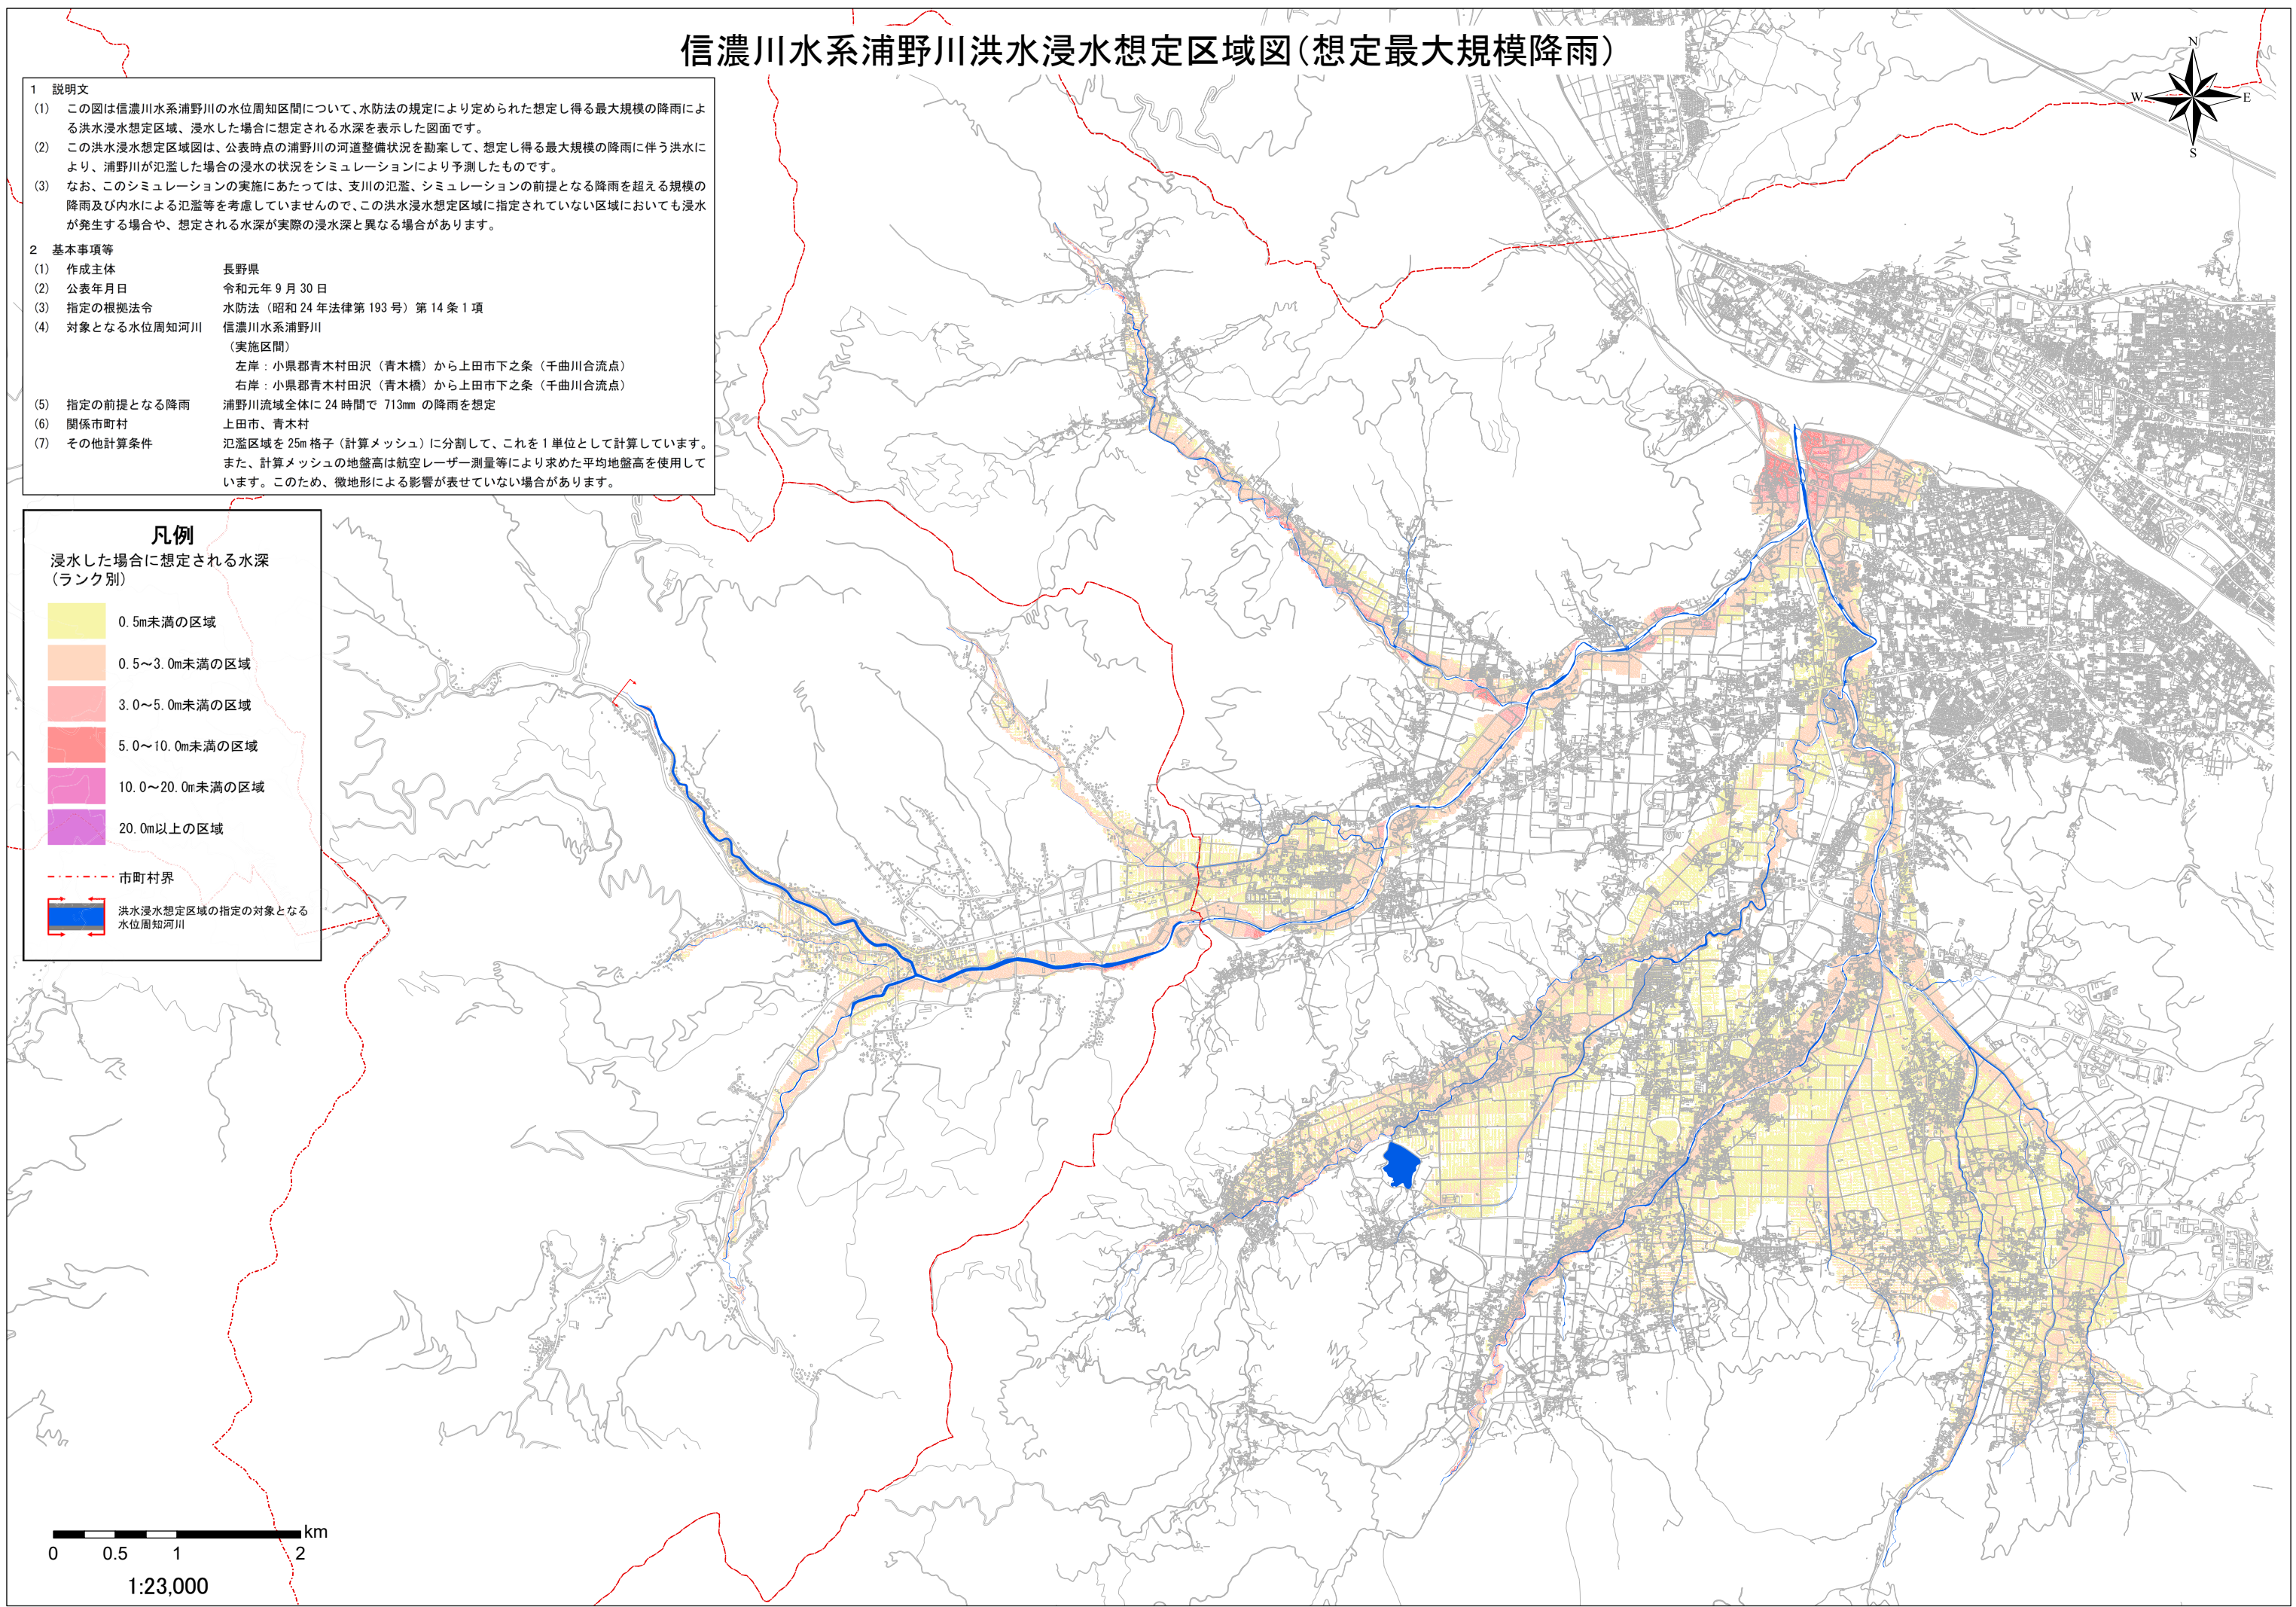 信濃川水系浦野川洪水浸水想定区域図(想定最大規模降雨)
N
W
E
S
1 説明文
(1) この図は信濃川水系浦野川の水位周知区間について、水防法の規定により定められた想定し得る最大規模の降雨によ
る洪水浸水想定区域、浸水した場合に想定される水深を表示した図面です。
(2) この洪水浸水想定区域図は、公表時点の浦野川の河道整備状況を勘案して、想定し得る最大規模の降雨に伴う洪水に
より、浦野川が氾濫した場合の浸水の状況をシミュレーションにより予測したものです。
(3) なお、このシミュレーションの実施にあたっては、支川の氾濫、シミュレーションの前提となる降雨を超える規模の
降雨及び内水による氾濫等を考慮していませんので、この洪水浸水想定区域に指定されていない区域においても浸水
が発生する場合や、想定される水深が実際の浸水深と異なる場合があります。
2 基本事項等
(1) 作成主体 長野県
(2) 公表年月日 令和元年9月30日
(3) 指定の根拠法令 水防法(昭和24年法律第193号)第14条1項
(4) 対象となる水位周知河川 信濃川水系浦野川
(実施区間)
左岸:小県郡青木村田沢(青木橋)から上田市下之条(千曲川合流点)
右岸:小県郡青木村田沢(青木橋)から上田市下之条(千曲川合流点)
(5) 指定の前提となる降雨 浦野川流域全体に24時間で 713mm の降雨を想定
(6) 関係市町村 上田市、青木村
(7) その他計算条件 氾濫区域を25m格子(計算メッシュ)に分割して、これを1単位として計算しています。
また、計算メッシュの地盤高は航空レーザー測量等により求めた平均地盤高を使用して
います。このため、微地形による影響が表せていない場合があります。
凡例
浸水した場合に想定される水深
(ランク別)
0.5m未満の区域
0.5～3.0m未満の区域
3.0～5.0m未満の区域
5.0～10.0m未満の区域
10.0～20.0m未満の区域
20.0m以上の区域
市町村界
洪水浸水想定区域の指定の対象となる
水位周知河川
km
0 0.5 1 2
1:23,000